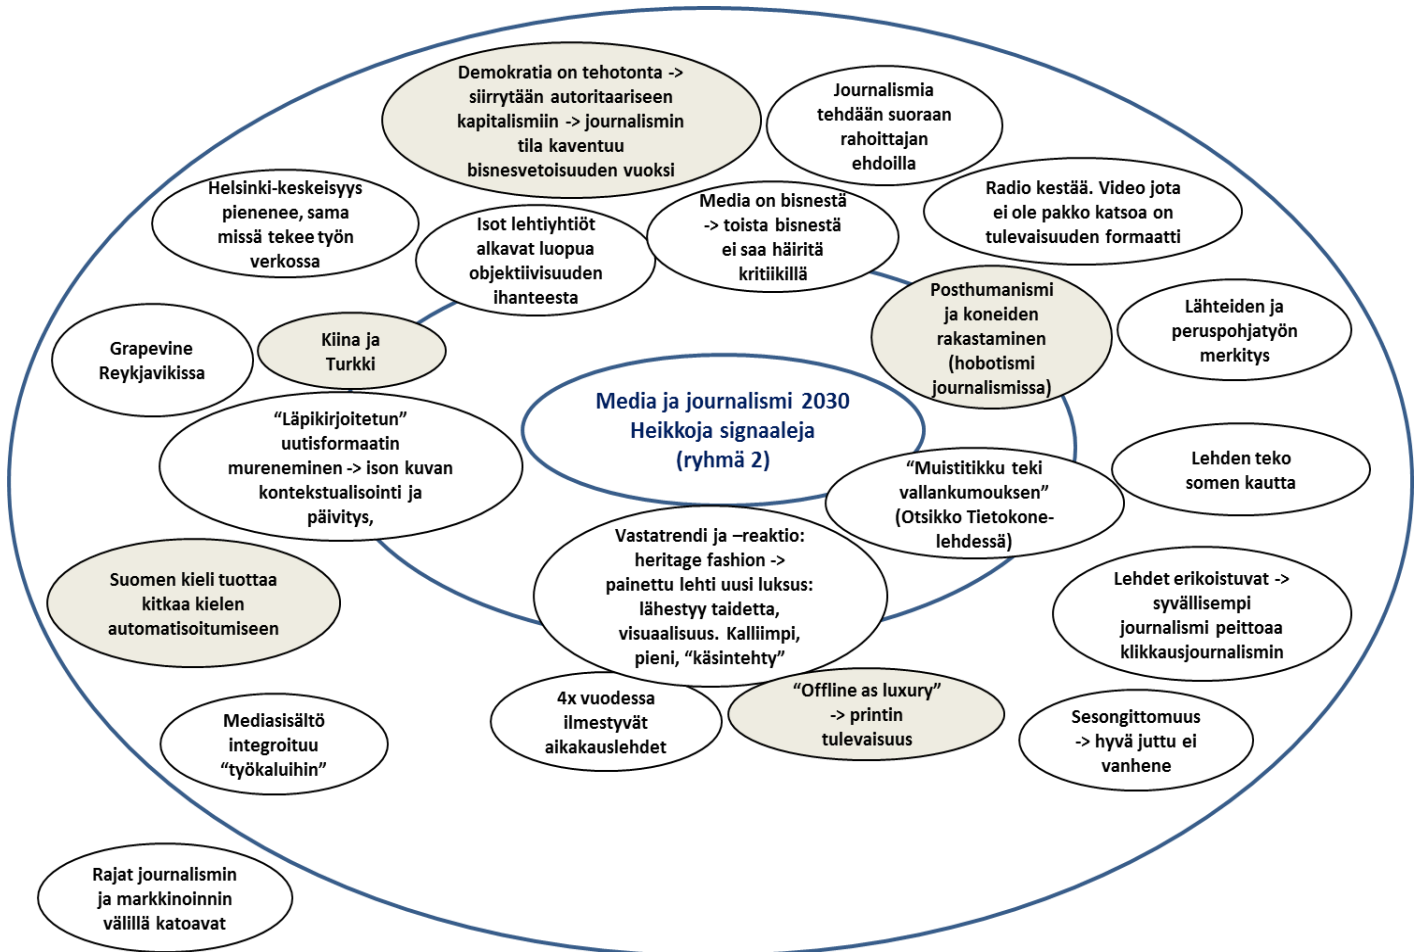 Demokratia on tehotonta ->
siirrytään autoritaariseen
kapitalismiin -> journalismin
tila kaventuu
bisnesvetoisuuden vuoksi
Journalismia
tehdään suoraan
rahoittajan
ehdoilla
Helsinki-keskeisyys
pienenee, sama
missä tekee työn
verkossa
Isot lehtiyhtiöt
alkavat luopua
objektiivisuuden
ihanteesta
Media on bisnestä
-> toista bisnestä
ei saa häiritä
kritiikillä
Radio kestää. Video jota
ei ole pakko katsoa on
tulevaisuuden formaatti
Grapevine
Reykjavikissa
Kiina ja
Turkki
Posthumanismi
ja koneiden
rakastaminen
(hobotismi
journalismissa)
Lähteiden ja
peruspohjatyön
merkitys
“Läpikirjoitetun”
uutisformaatin
mureneminen -> ison kuvan
kontekstualisointi ja
päivitys,
Media ja journalismi 2030
Heikkoja signaaleja
(ryhmä 2)
“Muistitikku teki
vallankumouksen”
(Otsikko Tietokone-
lehdessä)
Lehden teko
somen kautta
Suomen kieli tuottaa
kitkaa kielen
automatisoitumiseen
Vastatrendi ja –reaktio:
heritage fashion ->
painettu lehti uusi luksus:
lähestyy taidetta,
visuaalisuus. Kalliimpi,
pieni, “käsintehty”
Lehdet erikoistuvat ->
syvällisempi
journalismi peittoaa
klikkausjournalismin
Mediasisältö
integroituu
“työkaluihin”
4x vuodessa
ilmestyvät
aikakauslehdet
“Offline as luxury”
-> printin
tulevaisuus
Sesongittomuus
-> hyvä juttu ei
vanhene
Rajat journalismin
ja markkinoinnin
välillä katoavat